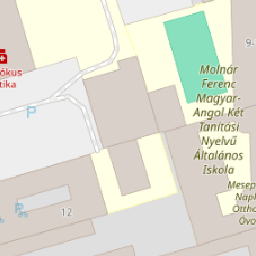 9-
ókus
tika
P
Molnár
Ferenc
Magyar-
Angol Két
Tanítási
Nyelvű
Általános
Iskola
12